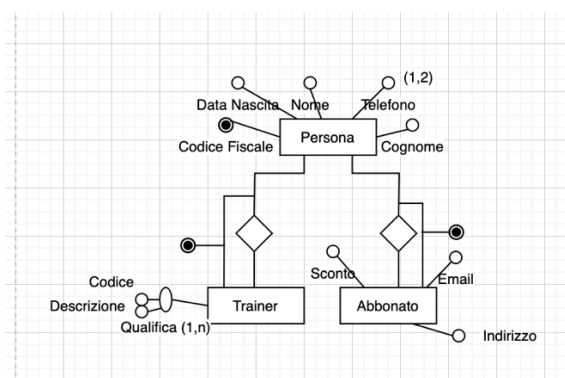 (1,2)
Data Nascita Nome Telefono
Persona
Codice Fiscale Cognome
Sconto Email
Codice
Descrizione Trainer Abbonato
Qualifica (1,n)
Indirizzo